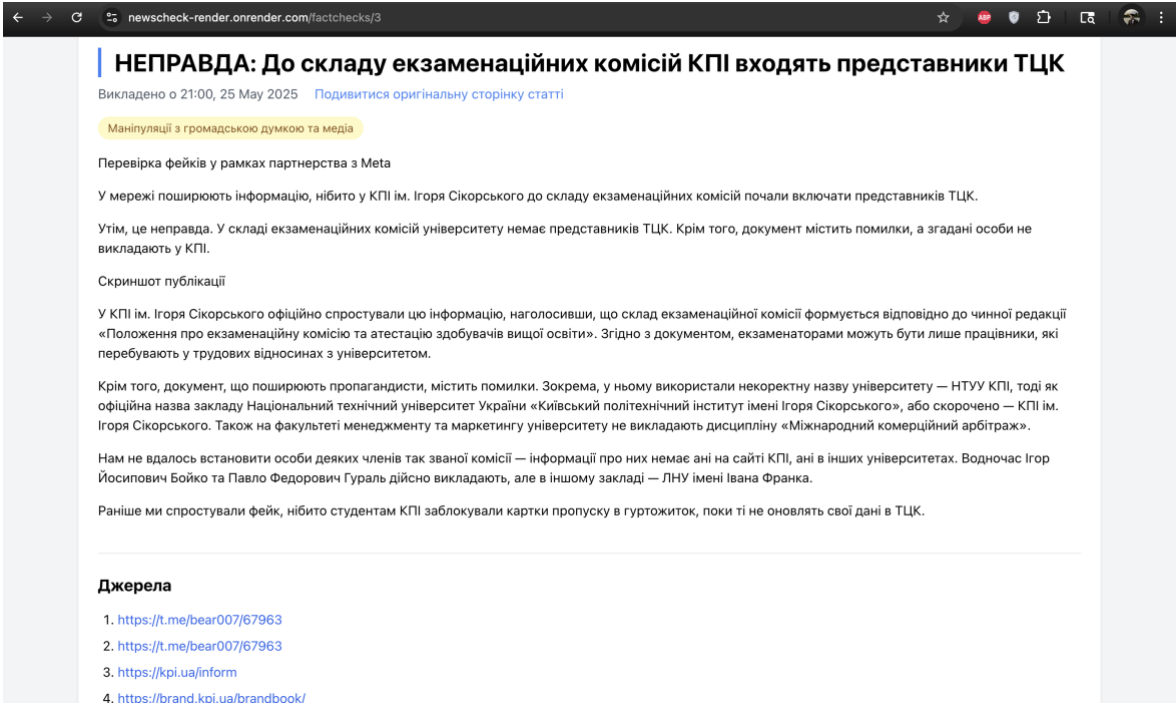 newscheck-render.onrender.com/factchecks/3
ABP
НЕПРАВДА: До складу екзаменаційних комісій КПІ входять представники ТЦК
Викладено о 21:00, 25 May 2025 Подивитися оригінальну сторінку статті
Маніпуляції з громадською думкою та медіа
Перевірка фейків у рамках партнерства з Meta
У мережі поширюють інформацію, нібито у КПІ ім. Ігоря Сікорського до складу екзаменаційних комісій почали включати представників ТЦК.
Утім, це неправда. У складі екзаменаційних комісій університету немає представників ТЦК. Крім того, документ містить помилки, а згадані особи не
викладають у КПІ.
Скриншот публікації
У КПІ ім. Ігоря Сікорського офіційно спростували цю інформацію, наголосивши, що склад екзаменаційної комісії формується відповідно до чинної редакції
«Положення про екзаменаційну комісію та атестацію здобувачів вищої освіти». Згідно з документом, екзаменаторами можуть бути лише працівники, які
перебувають у трудових відносинах з університетом.
Крім того, документ, що поширюють пропагандисти, містить помилки. Зокрема, у ньому використали некоректну назву університету — НТУУ КПІ, тоді як
офіційна назва закладу Національний технічний університет України «Київський політехнічний інститут імені Ігоря Сікорського», або скорочено — КПІ ім.
Ігоря Сікорського. Також на факультеті менеджменту та маркетингу університету не викладають дисципліну «Міжнародний комерційний арбітраж».
Нам не вдалось встановити особи деяких членів так званої комісії — інформації про них немає ані на сайті КПІ, ані в інших університетах. Водночас Ігор
Йосипович Бойко та Павло Федорович Гураль дійсно викладають, але в іншому закладі — ЛНУ імені Івана Франка.
Раніше ми спростували фейк, нібито студентам КПІ заблокували картки пропуску в гуртожиток, поки ті не оновлять свої дані в ТЦК.
Джерела
1. https://t.me/bear007/67963
2. https://t.me/bear007/67963
3. https://kpi.ua/inform
4. https://brand.kpi.ua/brandbook/